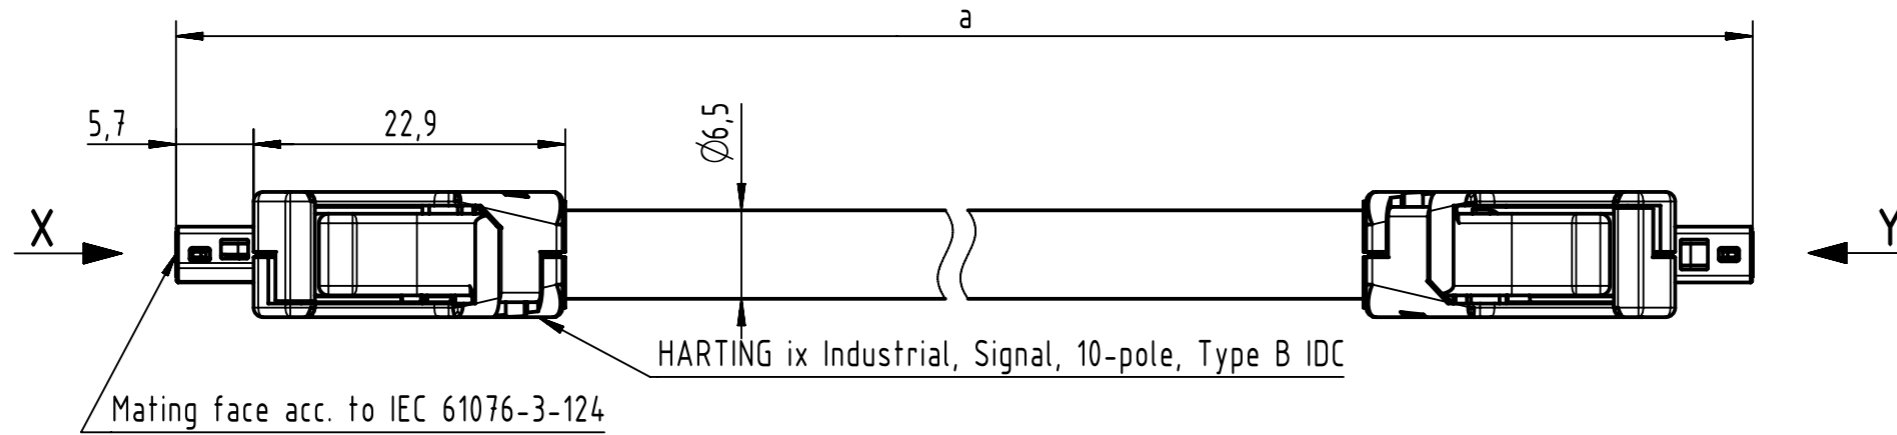 a
5,7
22,9
Ø6,5
X
Y
HARTING ix Industrial, Signal, 10-pole, Type B IDC
Mating face acc. to IEC 61076-3-124